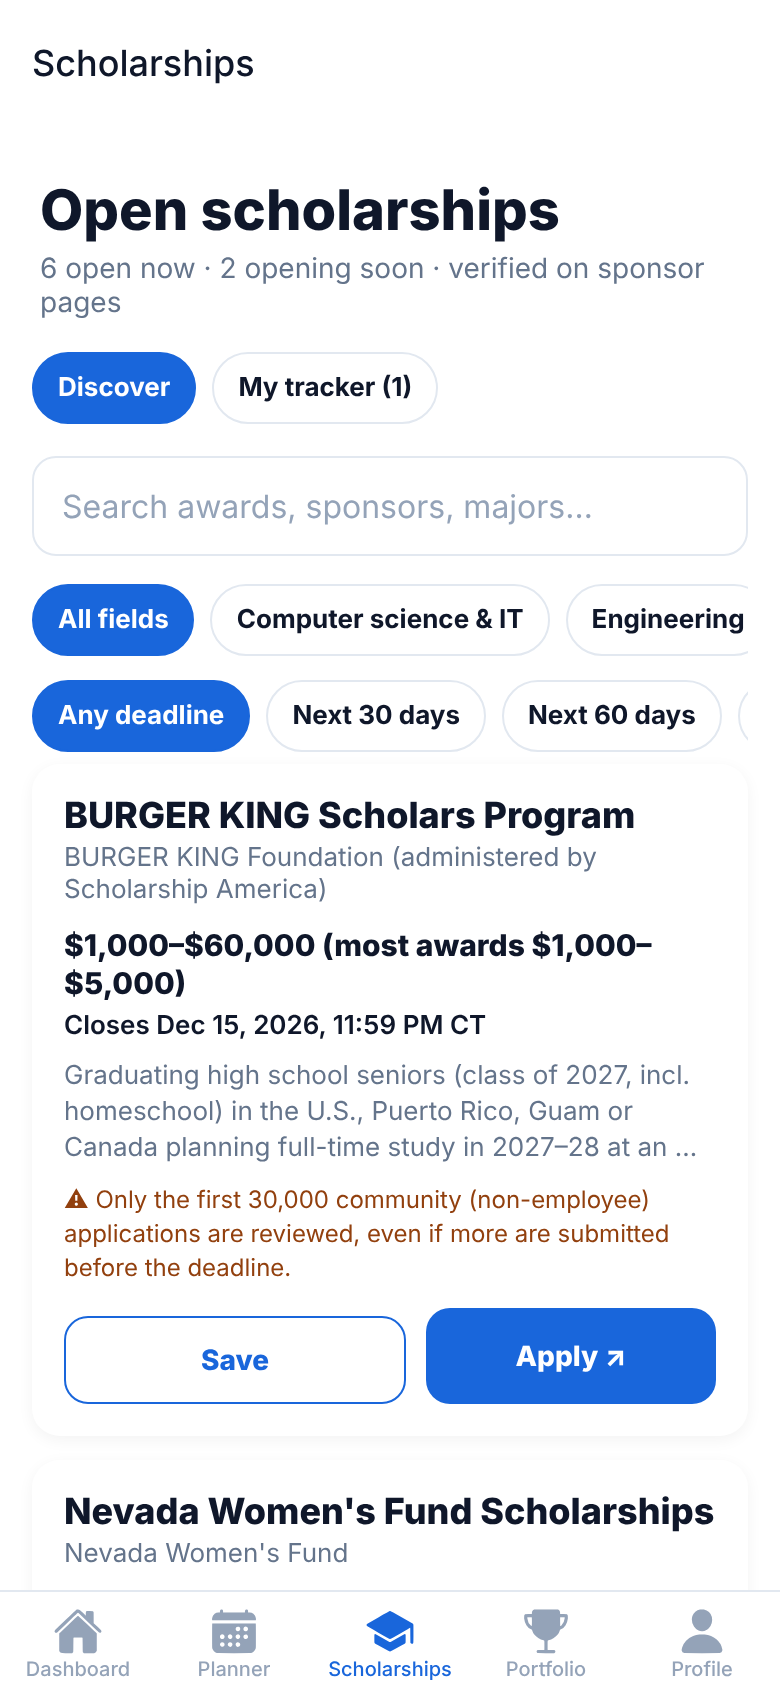 Scholarships
Open scholarships
6 open now · 2 opening soon · verified on sponsor
pages
Discover
My tracker (1)
Search awards, sponsors, majors...
All fields
Computer science & IT
Engineering
Any deadline
Next 30 days
Next 60 days
BURGER KING Scholars Program
BURGER KING Foundation (administered by
Scholarship America)
$1,000–$60,000 (most awards $1,000–
$5,000)
Closes Dec 15, 2026, 11:59 PM CT
Graduating high school seniors (class of 2027, incl.
homeschool) in the U.S., Puerto Rico, Guam or
Canada planning full-time study in 2027–28 at an ...
⚠ Only the first 30,000 community (non-employee)
applications are reviewed, even if more are submitted
before the deadline.
Save
Apply ↗
Nevada Women's Fund Scholarships
Nevada Women's Fund
Dashboard
Planner
Scholarships
Portfolio
Profile